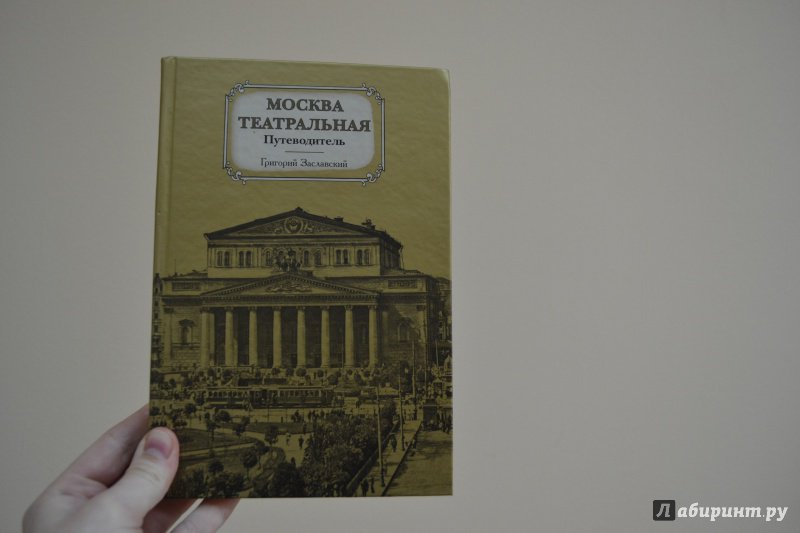 МОСКВА
ТЕАТРАЛЬНАЯ
Путеводитель
Григорий Заславский
Лабиринт.ру